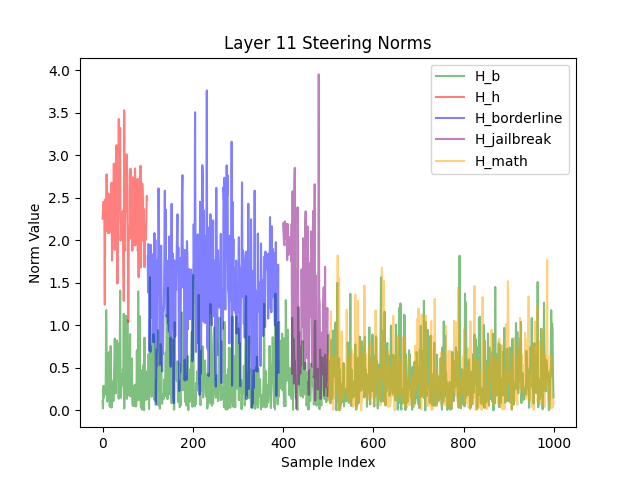 Layer 11 Steering Norms
4.0
3.5
3.0
2.5
2.0
1.5
1.0
0.5
0.0
Norm Value
H_b
H_h
H_borderline
H_jailbreak
H_math
0 200 400 600 800 1000
Sample Index